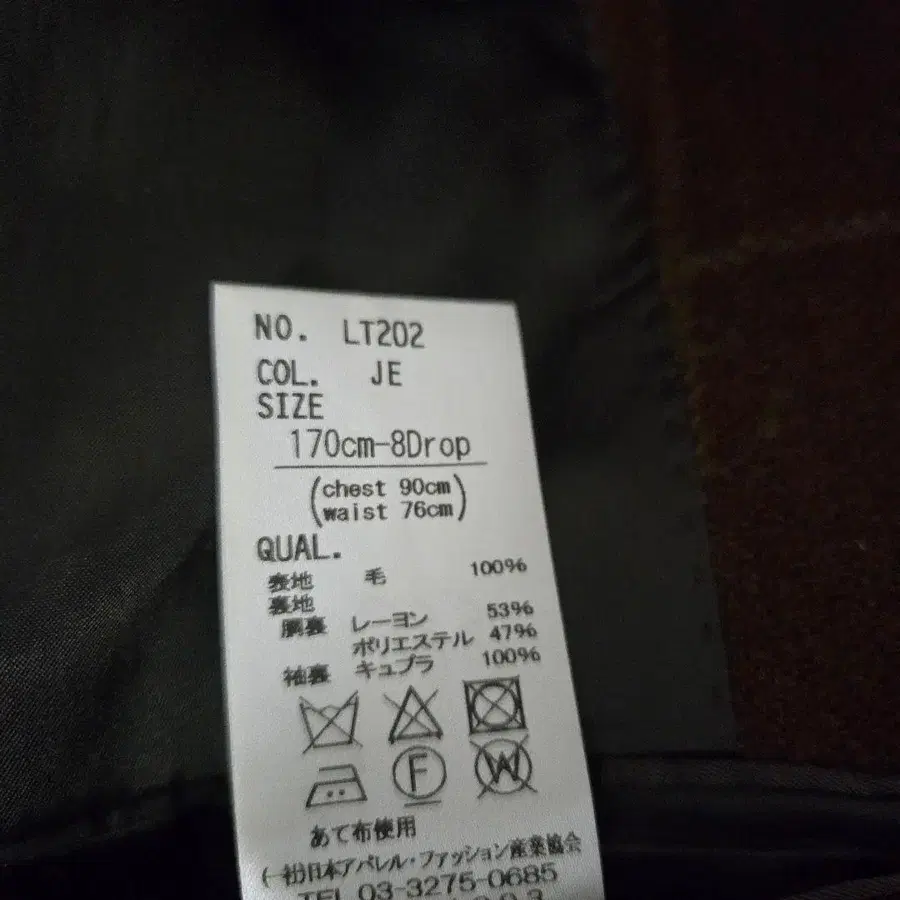 NO. LT202
COL. JE
SIZE
170cm-8Drop
(chest 90cm
waist 76cm)
QUAL.
表地 毛 100%
裏地
胴裏 レーヨン 53%
ポリエステル 47%
袖裏 キュプラ 100%
F W
あて布使用
(一社)日本アパレル・ファッション産業協会
TEL 03-3275-0685